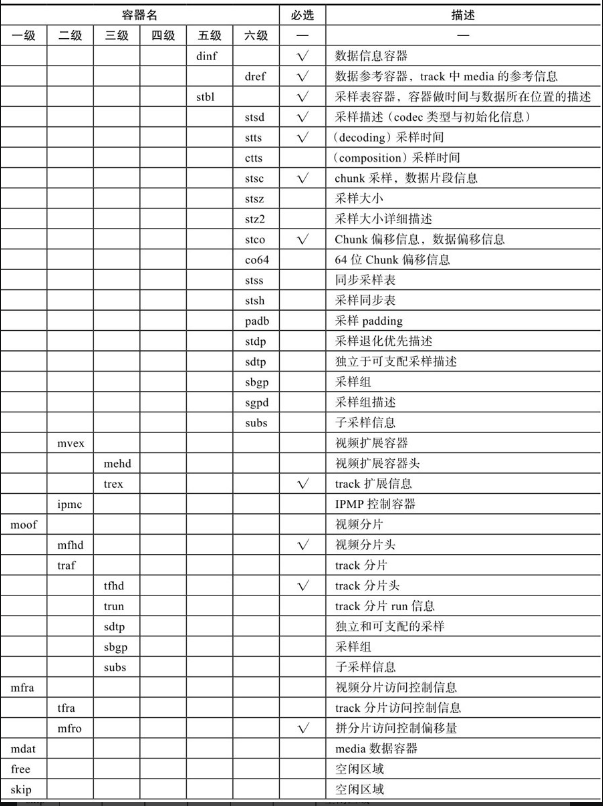 容器名 必选 描述
一级 二级 三级 四级 五级 六级 — —
dinf √ 数据信息容器
dref √ 数据参考容器，track 中 media 的参考信息
stbl √ 采样表容器，容器做时间与数据所在位置的描述
stsd √ 采样描述（codec 类型与初始化信息）
stts √ （decoding）采样时间
ctts （composition）采样时间
stsc √ chunk 采样，数据片段信息
stsz 采样大小
stz2 采样大小详细描述
stco √ Chunk 偏移信息，数据偏移信息
co64 64 位 Chunk 偏移信息
stss 同步采样表
stsh 采样同步表
padb 采样 padding
stdp 采样退化优先描述
sdtp 独立于可支配采样描述
sbgp 采样组
sgpd 采样组描述
subs 子采样信息
mvex 视频扩展容器
mehd 视频扩展容器头
trex √ track 扩展信息
ipmc IPMP 控制容器
moof 视频分片
mfhd √ 视频分片头
traf track 分片
tfhd √ track 分片头
trun track 分片 run 信息
sdtp 独立和可支配的采样
sbgp 采样组
subs 子采样信息
mfra 视频分片访问控制信息
tfra track 分片访问控制信息
mfro √ 拼分片访问控制偏移量
mdat media 数据容器
free 空闲区域
skip 空闲区域